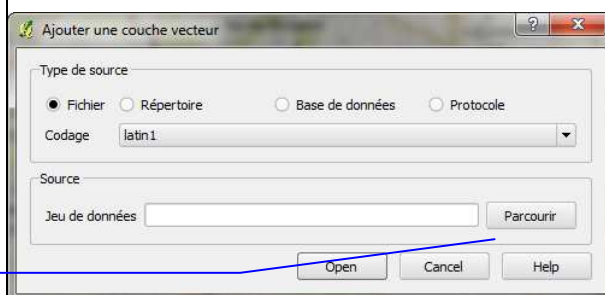 Ajouter une couche vecteur
Type de source
Fichier Répertoire Base de données Protocole
Codage latin1
Source
Jeu de données Parcourir
Open Cancel Help